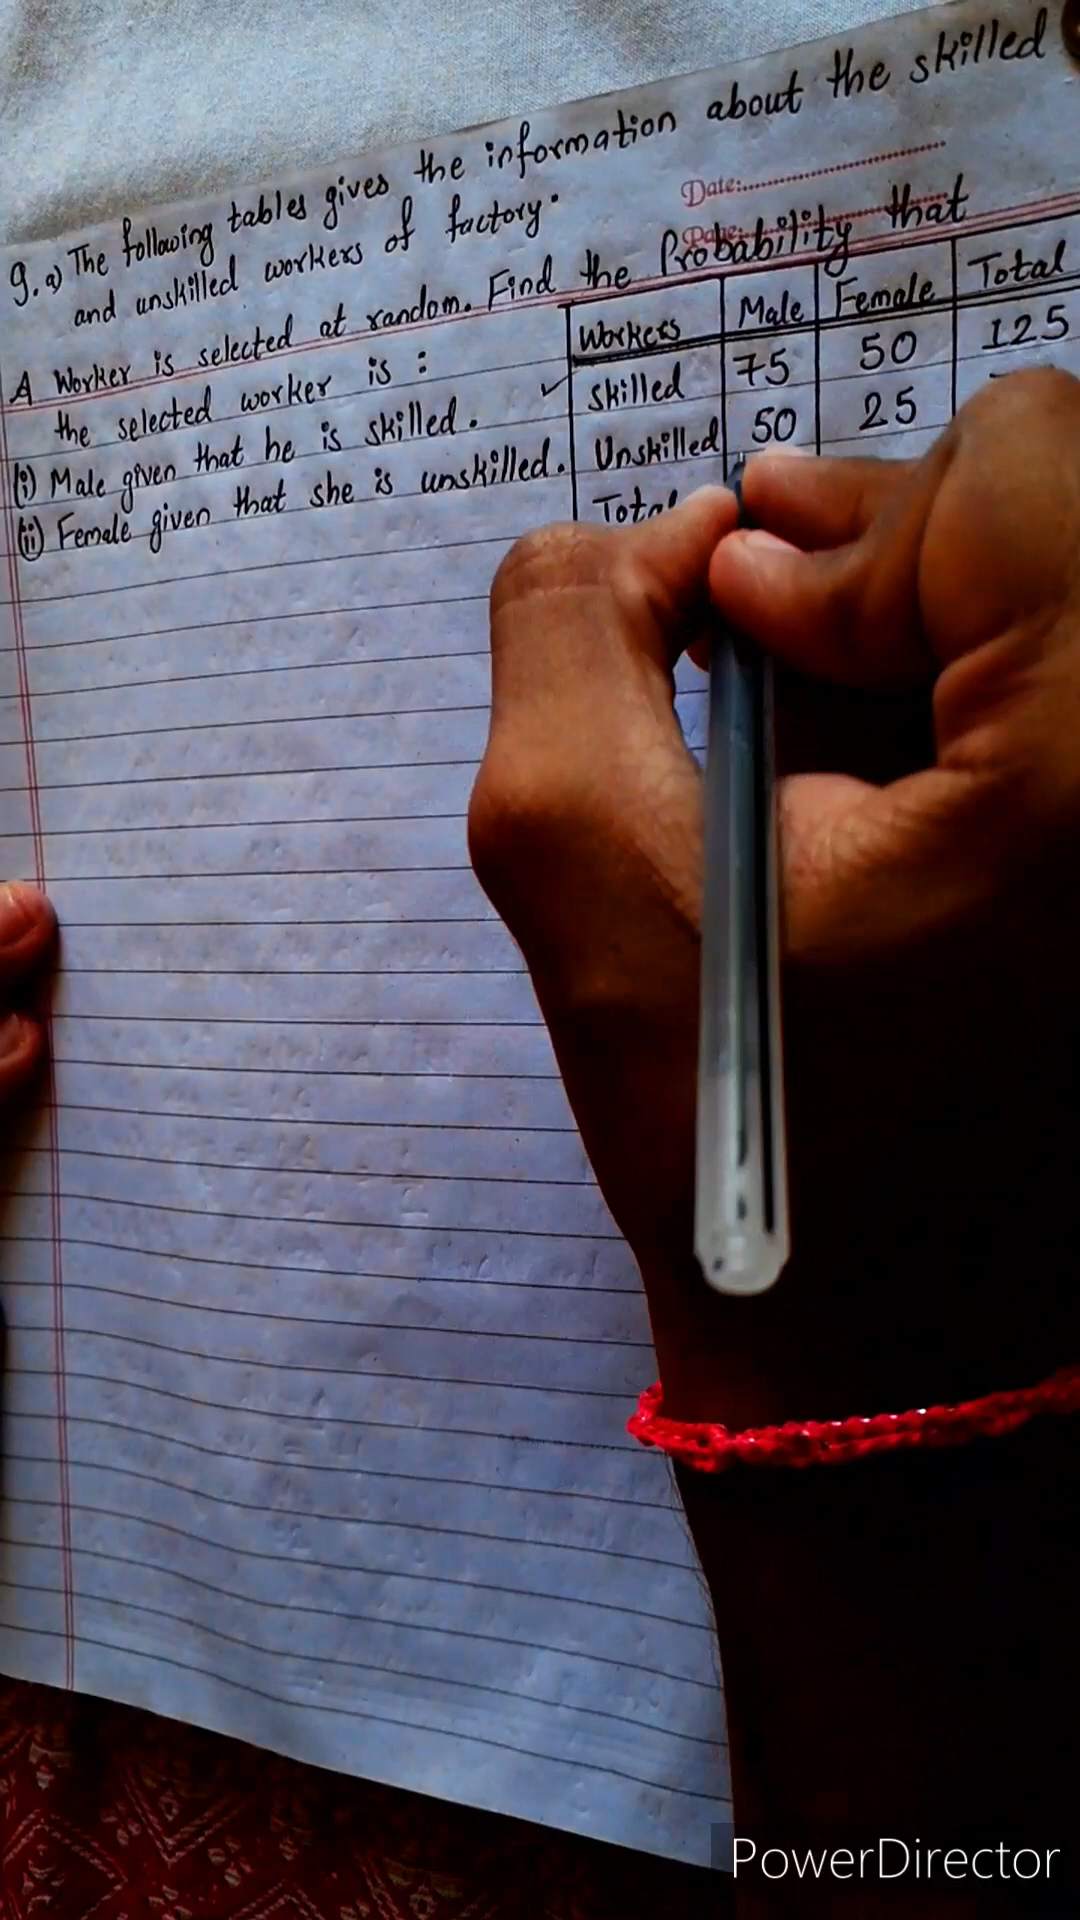 9.a) The following tables gives the information about the skilled
and unskilled workers of factory.
Date:
A Worker is selected at random. Find the Probability that
the selected worker is :
(i) Male given that he is skilled.
(ii) Female given that she is unskilled.
Workers Male Female Total
Skilled 75 50 125
Unskilled 50 25
Total
PowerDirector